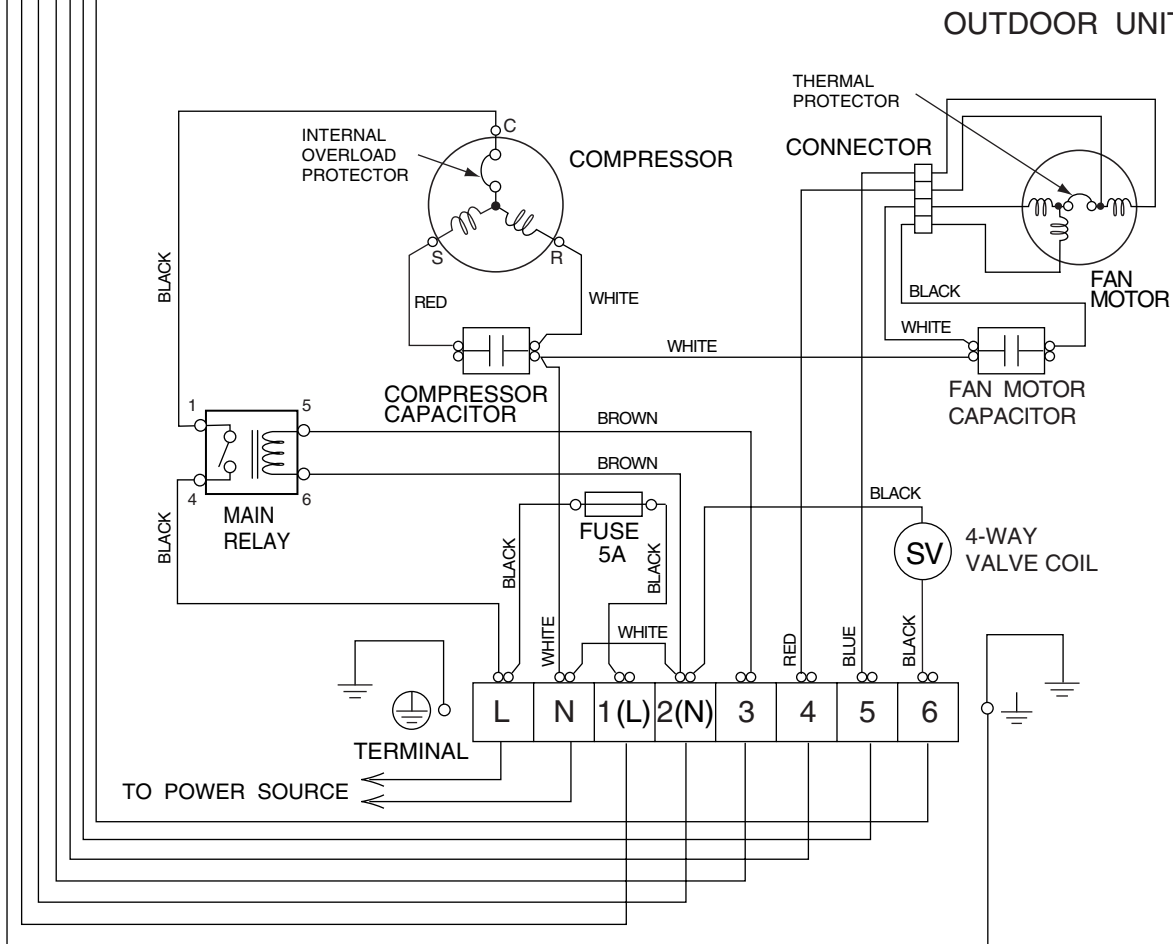 OUTDOOR UNIT
THERMAL
PROTECTOR
C
INTERNAL
OVERLOAD
PROTECTOR
COMPRESSOR
CONNECTOR
S
R
BLACK
RED
WHITE
BLACK
FAN
MOTOR
WHITE
WHITE
COMPRESSOR
CAPACITOR
FAN MOTOR
CAPACITOR
1
5
BROWN
BROWN
4
6
MAIN
RELAY
BLACK
FUSE
5A
BLACK
BLACK
BLACK
SV
4-WAY
VALVE COIL
WHITE
WHITE
RED
BLUE
BLACK
L
N
1(L)
2(N)
3
4
5
6
TERMINAL
TO POWER SOURCE